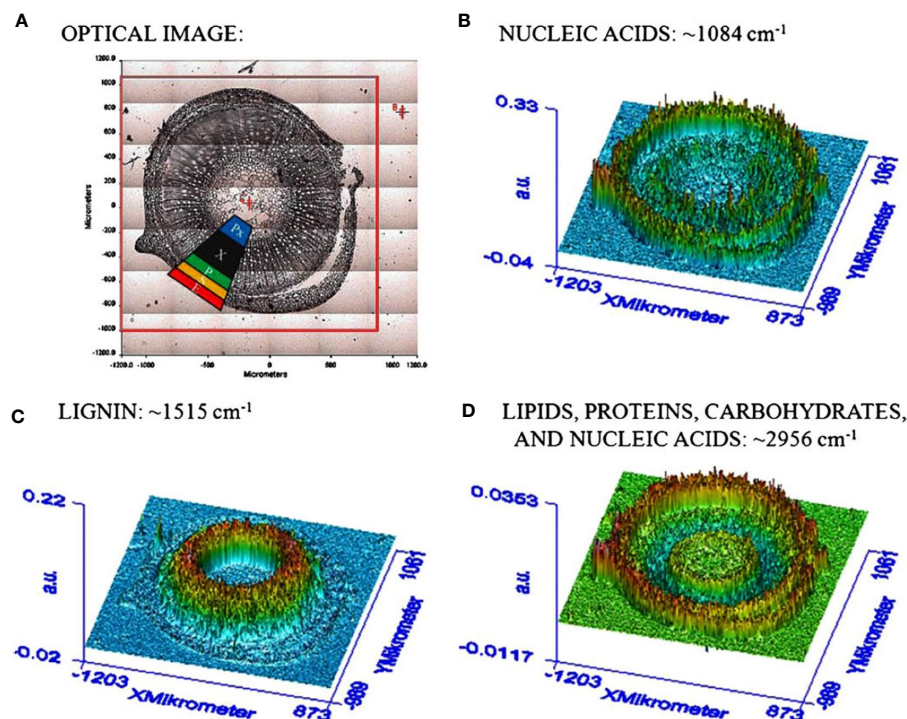 A
OPTICAL IMAGE:
1200.0
1000
800
600
400
200
0
-200
-400
-600
-800
-1000
-1200.0
Micrometers
-1200.0 -1000 -500 0 500 1000 1200.0
Micrometers
Px
X
P
B
NUCLEIC ACIDS: ~1084 cm-1
0.33
a.u.
-0.04
-1203
XMikrometer
873
-989
YMikrometer
1061
C
LIGNIN: ~1515 cm-1
0.22
a.u.
-0.02
-1203
XMikrometer
873
-989
YMikrometer
1061
D
LIPIDS, PROTEINS, CARBOHYDRATES,
AND NUCLEIC ACIDS: ~2956 cm-1
0.0353
a.u.
-0.0117
-1203
XMikrometer
873
-989
YMikrometer
1061